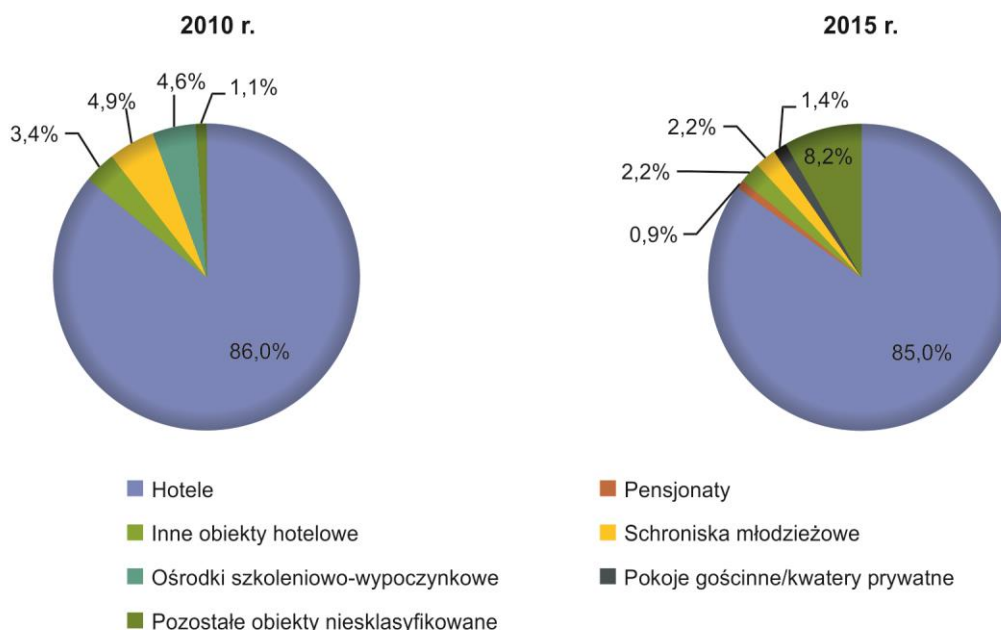 2010 r.
2015 r.
3,4%
4,9%
4,6%
1,1%
86,0%
0,9%
2,2%
2,2%
1,4%
8,2%
85,0%
Hotele
Inne obiekty hotelowe
Ośrodki szkoleniowo-wypoczynkowe
Pozostałe obiekty niesklasyfikowane
Pensjonaty
Schroniska młodzieżowe
Pokoje gościnne/kwatery prywatne